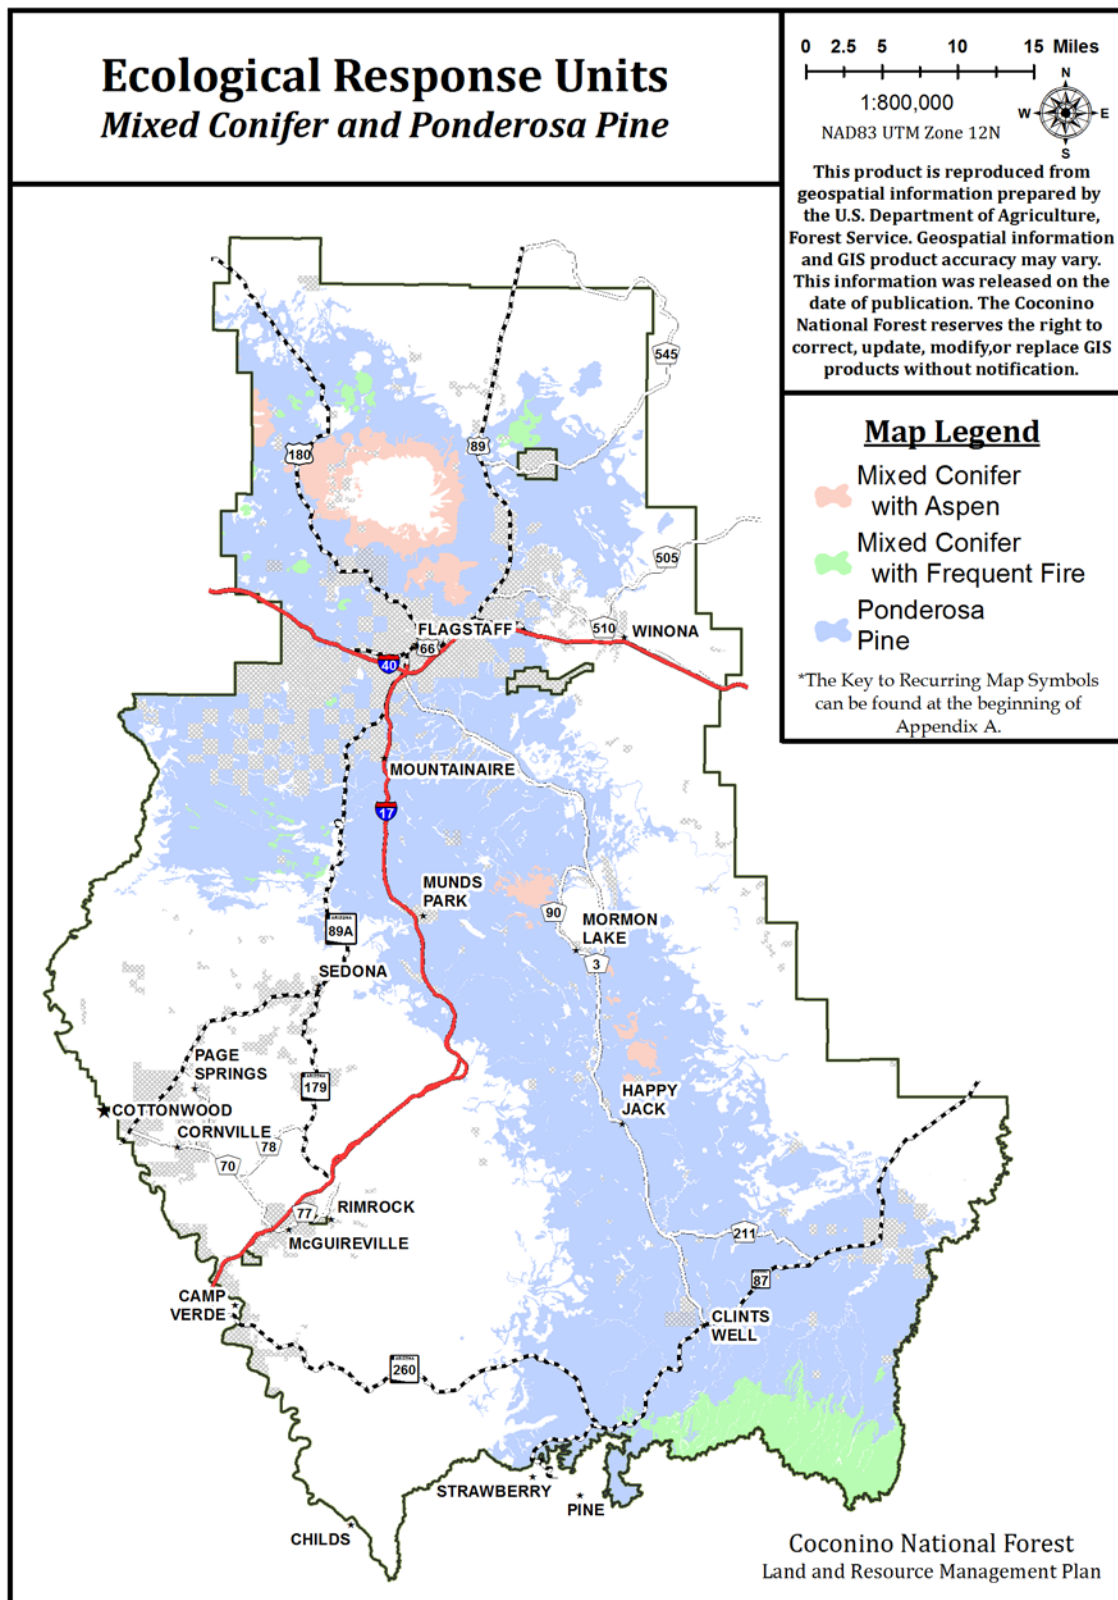 Ecological Response Units
Mixed Conifer and Ponderosa Pine
0 2.5 5 10 15 Miles
1:800,000
NAD83 UTM Zone 12N
N
W E
S
This product is reproduced from
geospatial information prepared by
the U.S. Department of Agriculture,
Forest Service. Geospatial information
and GIS product accuracy may vary.
This information was released on the
date of publication. The Coconino
National Forest reserves the right to
correct, update, modify,or replace GIS
products without notification.
Map Legend
Mixed Conifer
with Aspen
Mixed Conifer
with Frequent Fire
Ponderosa
Pine
*The Key to Recurring Map Symbols
can be found at the beginning of
Appendix A.
545
89
180
505
510
FLAGSTAFF
WINONA
66
40
MOUNTAINAIRE
17
MUNDS
PARK
90
MORMON
LAKE
3
ARIZONA
89A
SEDONA
PAGE
SPRINGS
ARIZONA
179
COTTONWOOD
CORNVILLE
78
70
HAPPY
JACK
77
RIMROCK
McGUIREVILLE
211
87
CAMP
VERDE
CLINTS
WELL
ARIZONA
260
STRAWBERRY
PINE
CHILDS
Coconino National Forest
Land and Resource Management Plan